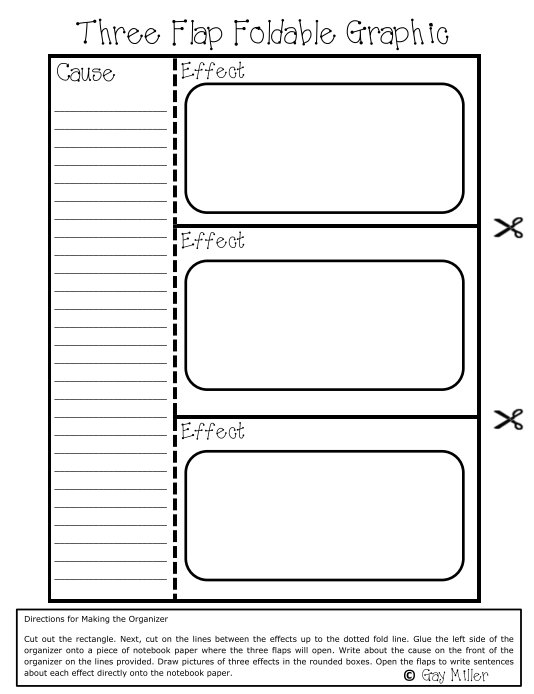 Three Flap Foldable Graphic
Cause
Effect
Effect
Effect
Directions for Making the Organizer
Cut out the rectangle. Next, cut on the lines between the effects up to the dotted fold line. Glue the left side of the
organizer onto a piece of notebook paper where the three flaps will open. Write about the cause on the front of the
organizer on the lines provided. Draw pictures of three effects in the rounded boxes. Open the flaps to write sentences
about each effect directly onto the notebook paper.
© Gay Miller